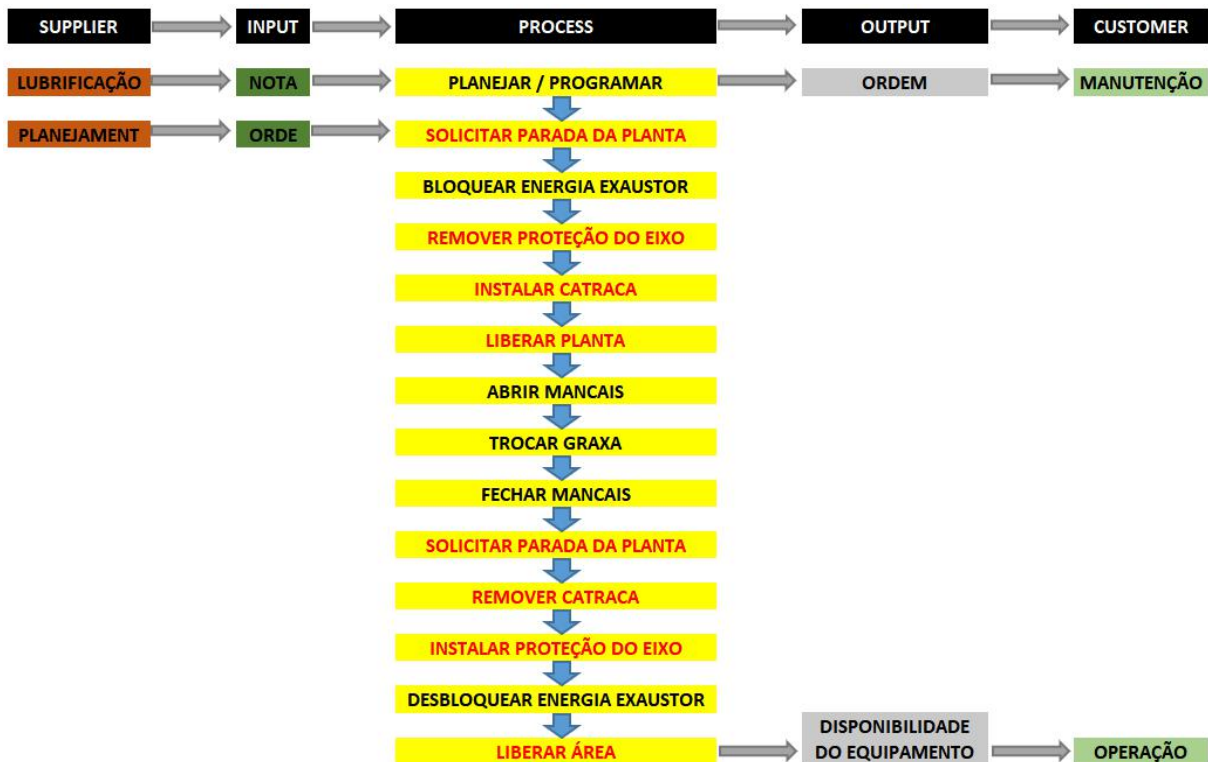 SUPPLIER INPUT PROCESS OUTPUT CUSTOMER
LUBRIFICAÇÃO NOTA PLANEJAR / PROGRAMAR ORDEM MANUTENÇÃO
PLANEJAMENT ORDE SOLICITAR PARADA DA PLANTA
BLOQUEAR ENERGIA EXAUSTOR
REMOVER PROTEÇÃO DO EIXO
INSTALAR CATRACA
LIBERAR PLANTA
ABRIR MANCAIS
TROCAR GRAXA
FECHAR MANCAIS
SOLICITAR PARADA DA PLANTA
REMOVER CATRACA
INSTALAR PROTEÇÃO DO EIXO
DESBLOQUEAR ENERGIA EXAUSTOR
DISPONIBILIDADE
LIBERAR ÁREA DO EQUIPAMENTO OPERAÇÃO